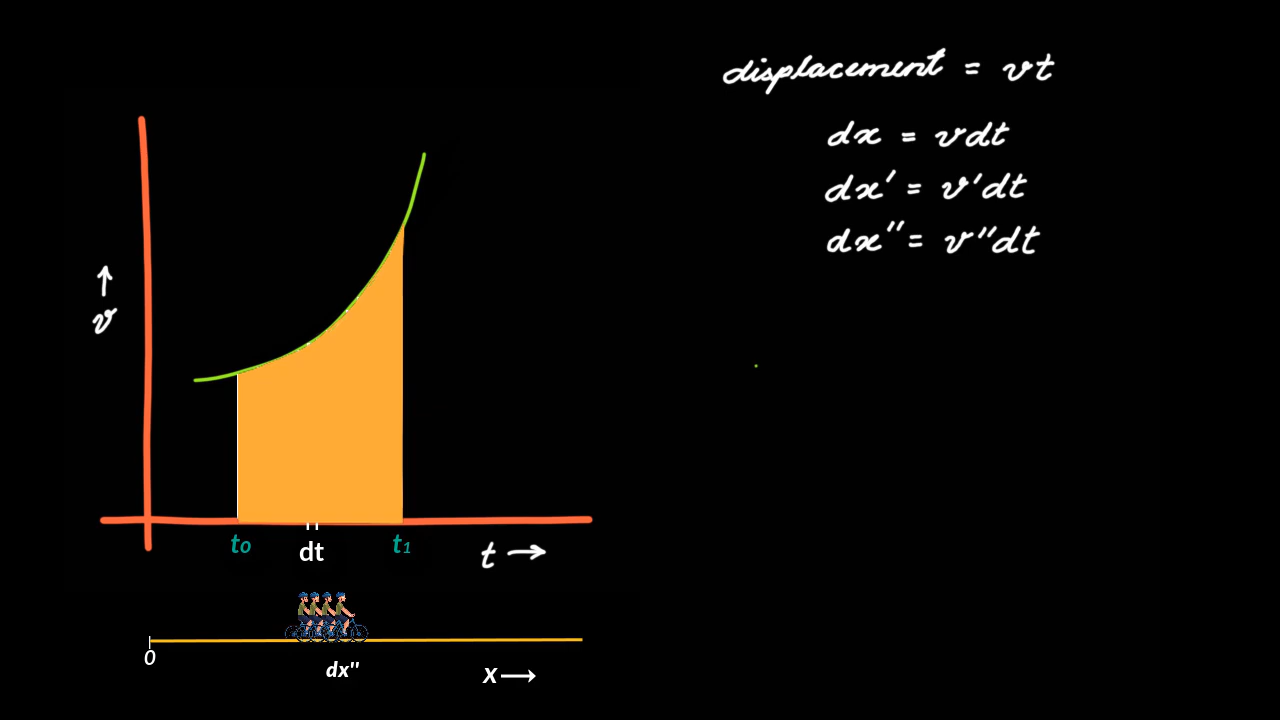 displacement = vt
dx = vdt
dx' = v'dt
dx" = v"dt
↑
v
t₀
dt
t₁
t →
0
dx"
x →